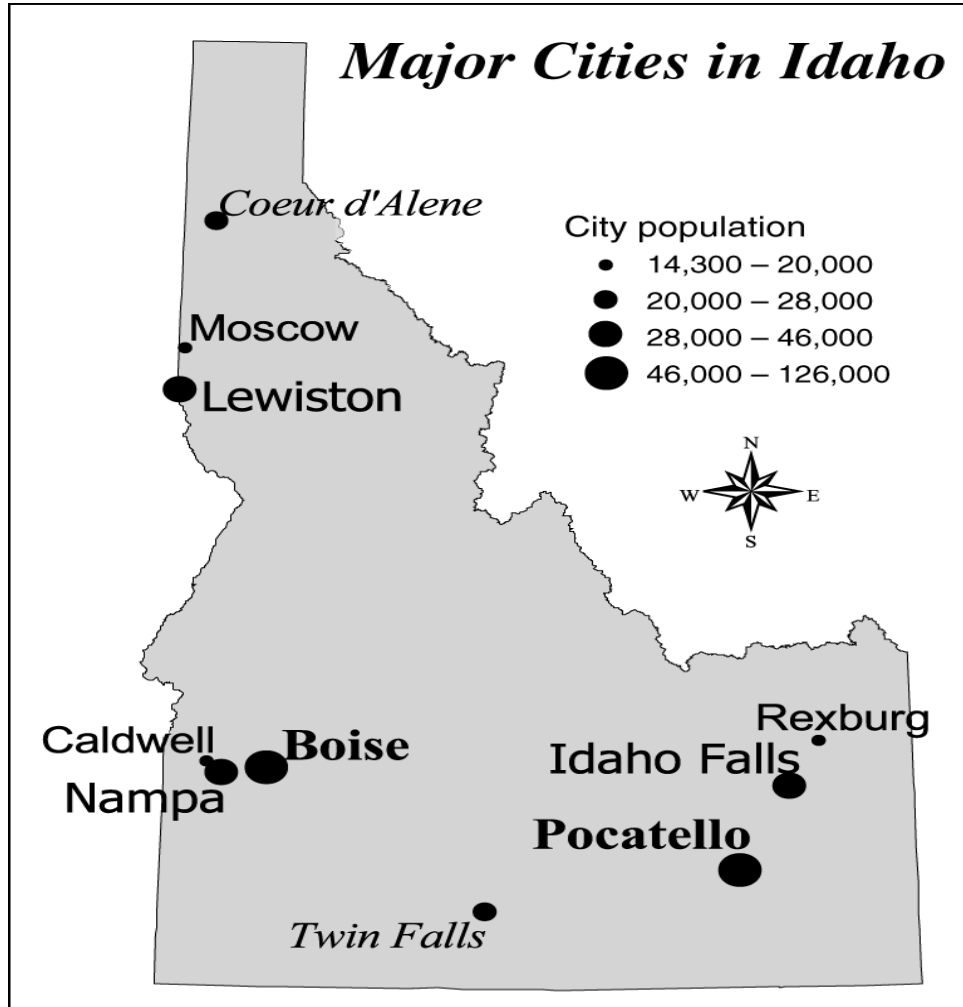 Major Cities in Idaho
Coeur d'Alene
City population
14,300 – 20,000
20,000 – 28,000
28,000 – 46,000
46,000 – 126,000
Moscow
Lewiston
N
W E
S
Rexburg
Caldwell
Boise
Idaho Falls
Nampa
Pocatello
Twin Falls